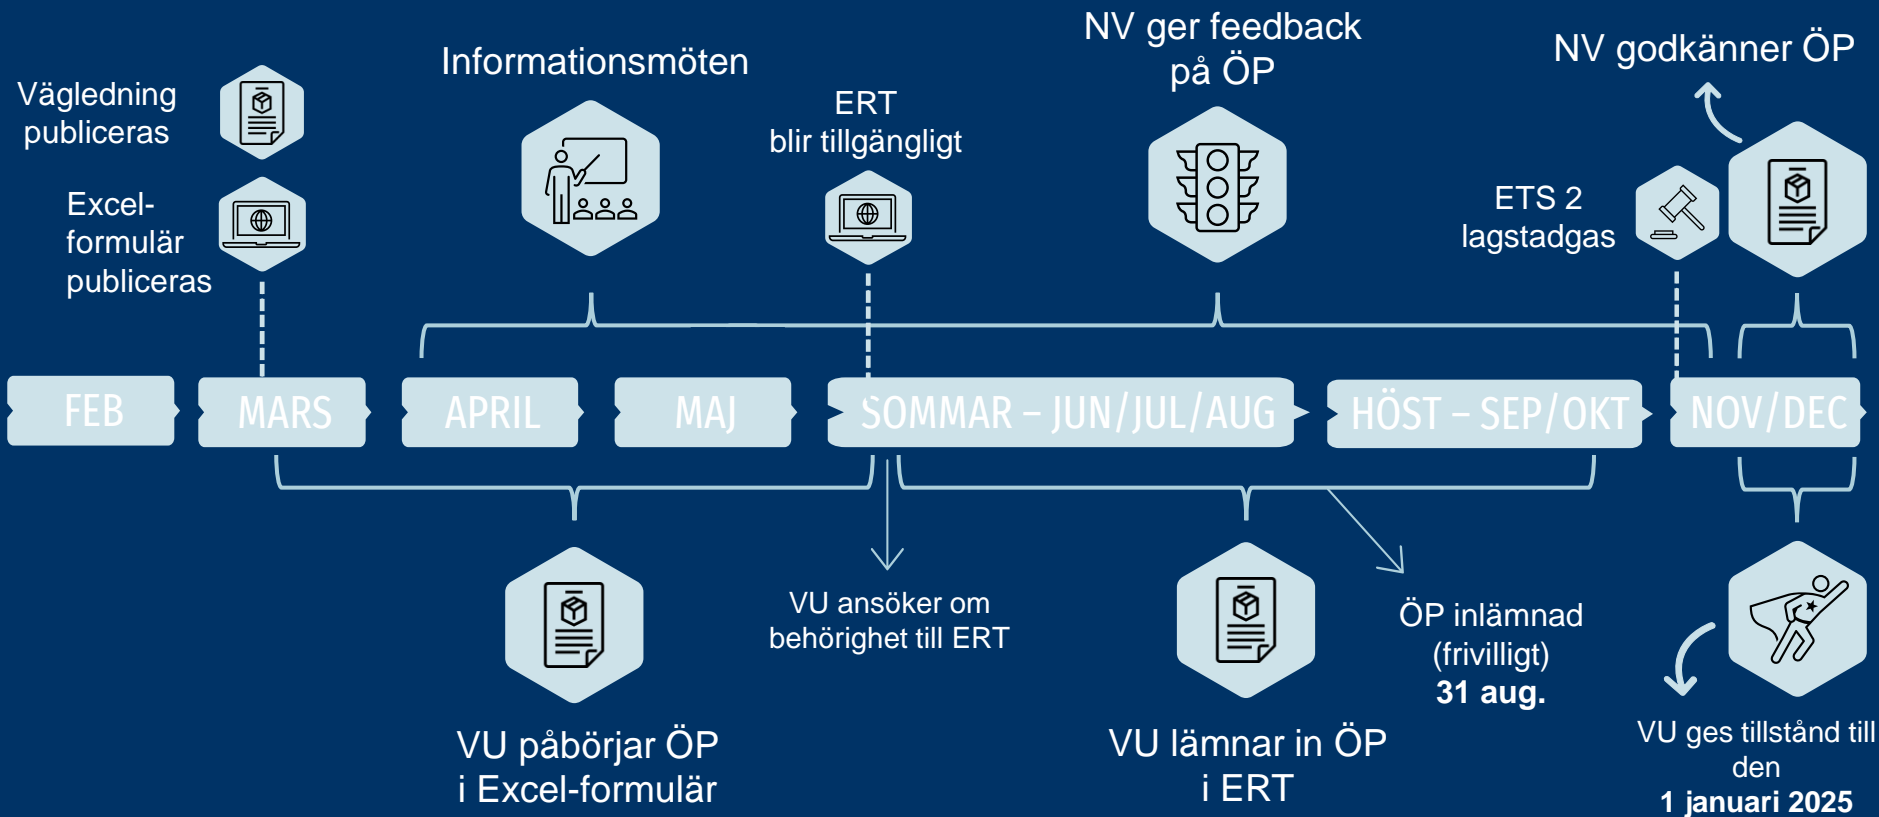 Vägledning
publiceras
Excel-
formulär
publiceras
Informationsmöten
ERT
blir tillgängligt
NV ger feedback
på ÖP
ETS 2
lagstadgas
NV godkänner ÖP
FEB
MARS
APRIL
MAJ
SOMMAR – JUN/JUL/AUG
HÖST – SEP/OKT
NOV/DEC
VU påbörjar ÖP
i Excel-formulär
VU ansöker om
behörighet till ERT
VU lämnar in ÖP
i ERT
ÖP inlämnad
(frivilligt)
31 aug.
VU ges tillstånd till
den
1 januari 2025